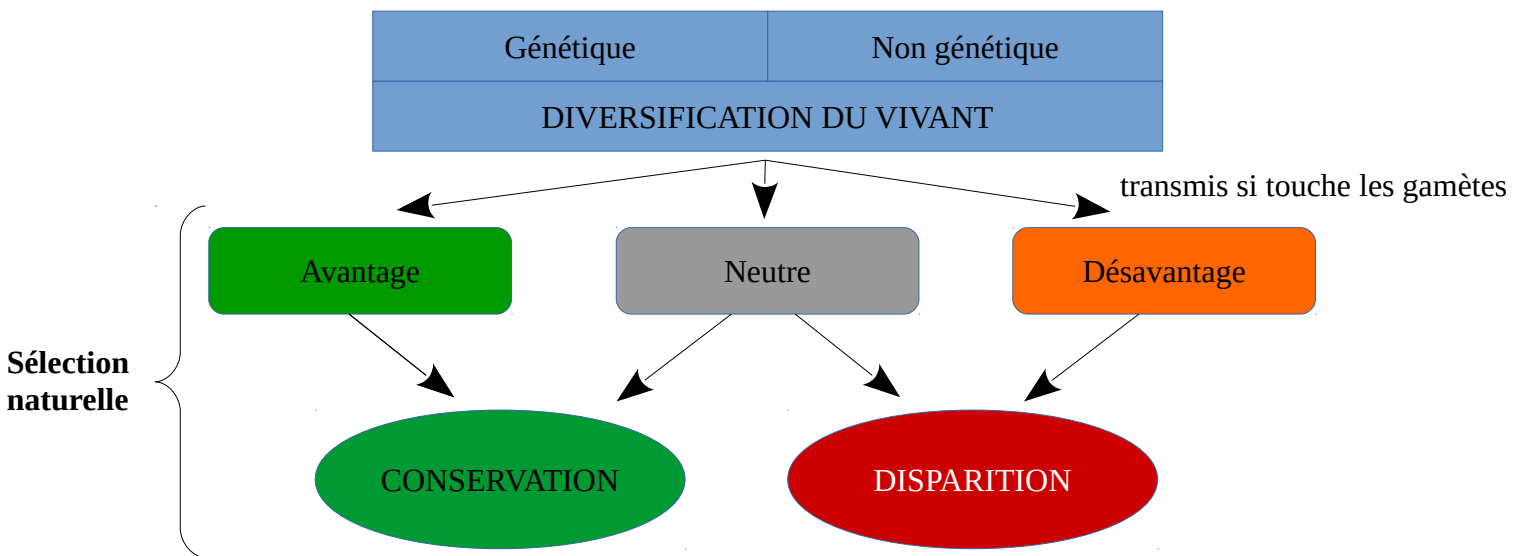 Génétique
Non génétique
DIVERSIFICATION DU VIVANT
transmis si touche les gamètes
Avantage
Neutre
Désavantage
Sélection
naturelle
CONSERVATION
DISPARITION